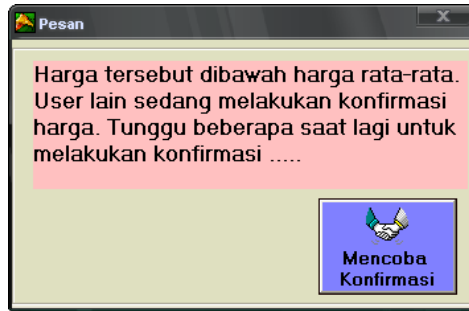 Pesan
Harga tersebut dibawah harga rata-rata.
User lain sedang melakukan konfirmasi
harga. Tunggu beberapa saat lagi untuk
melakukan konfirmasi .....
Mencoba
Konfirmasi